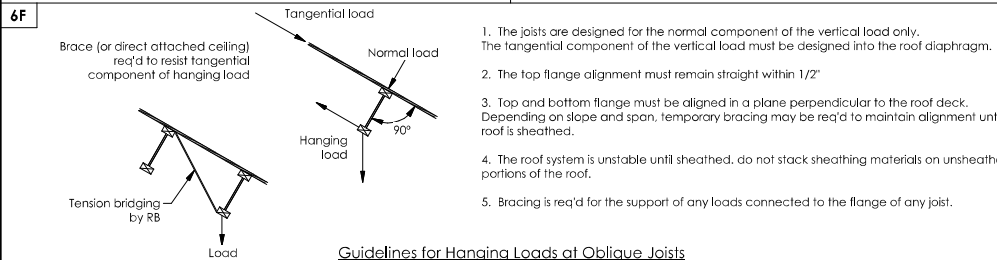 6F
Tangential load
Brace (or direct attached ceiling)
req'd to resist tangential
component of hanging load
Normal load
90°
Hanging
load
Tension bridging
by RB
Load
1. The joists are designed for the normal component of the vertical load only.
The tangential component of the vertical load must be designed into the roof diaphragm.
2. The top flange alignment must remain straight within 1/2"
3. Top and bottom flange must be aligned in a plane perpendicular to the roof deck.
Depending on slope and span, temporary bracing may be req'd to maintain alignment
roof is sheathed.
4. The roof system is unstable until sheathed. do not stack sheathing materials on
portions of the roof.
5. Bracing is req'd for the support of any loads connected to the flange of any joist.
Guidelines for Hanging Loads at Oblique Joists